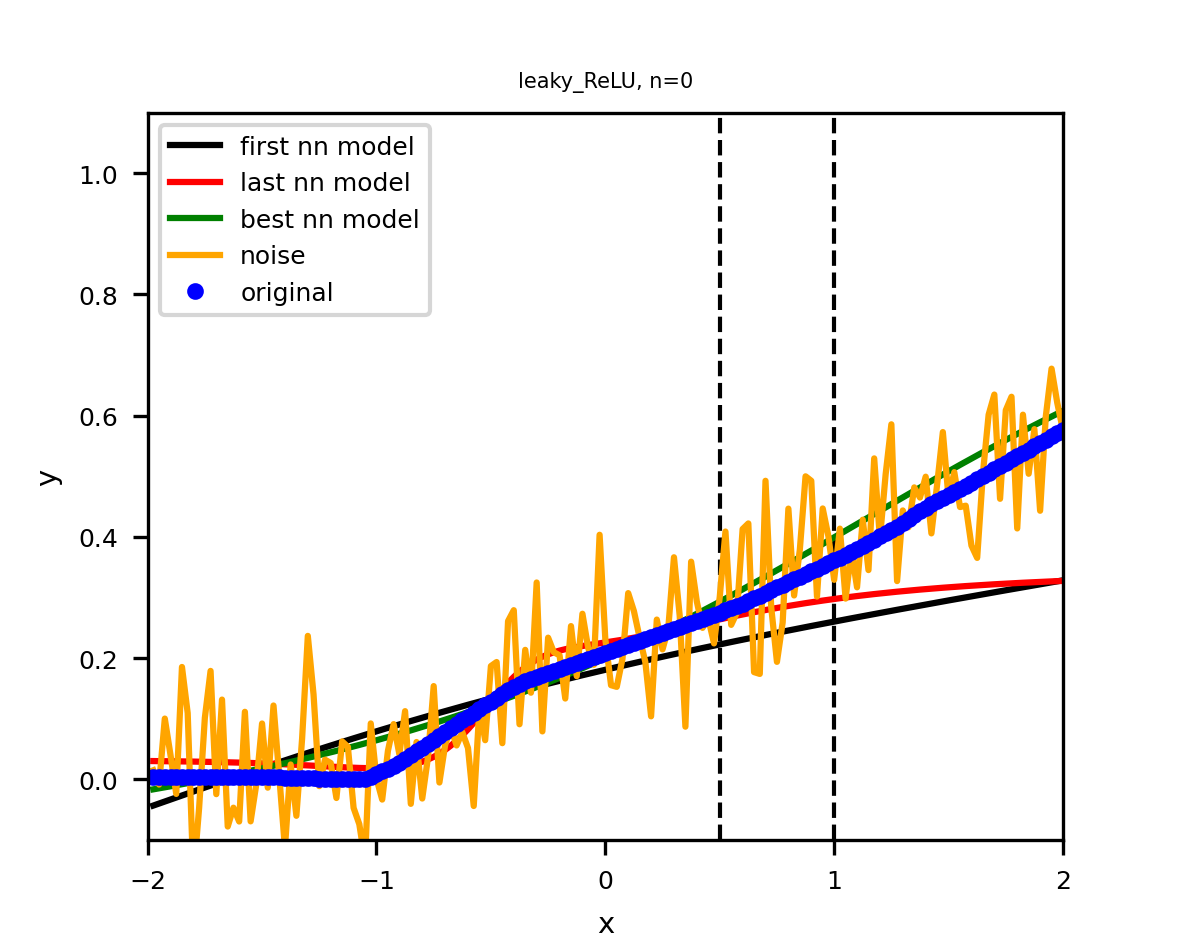 leaky_ReLU, n=0
first nn model
last nn model
best nn model
noise
original
1.0
0.8
0.6
0.4
0.2
0.0
y
−2 −1 0 1 2
x